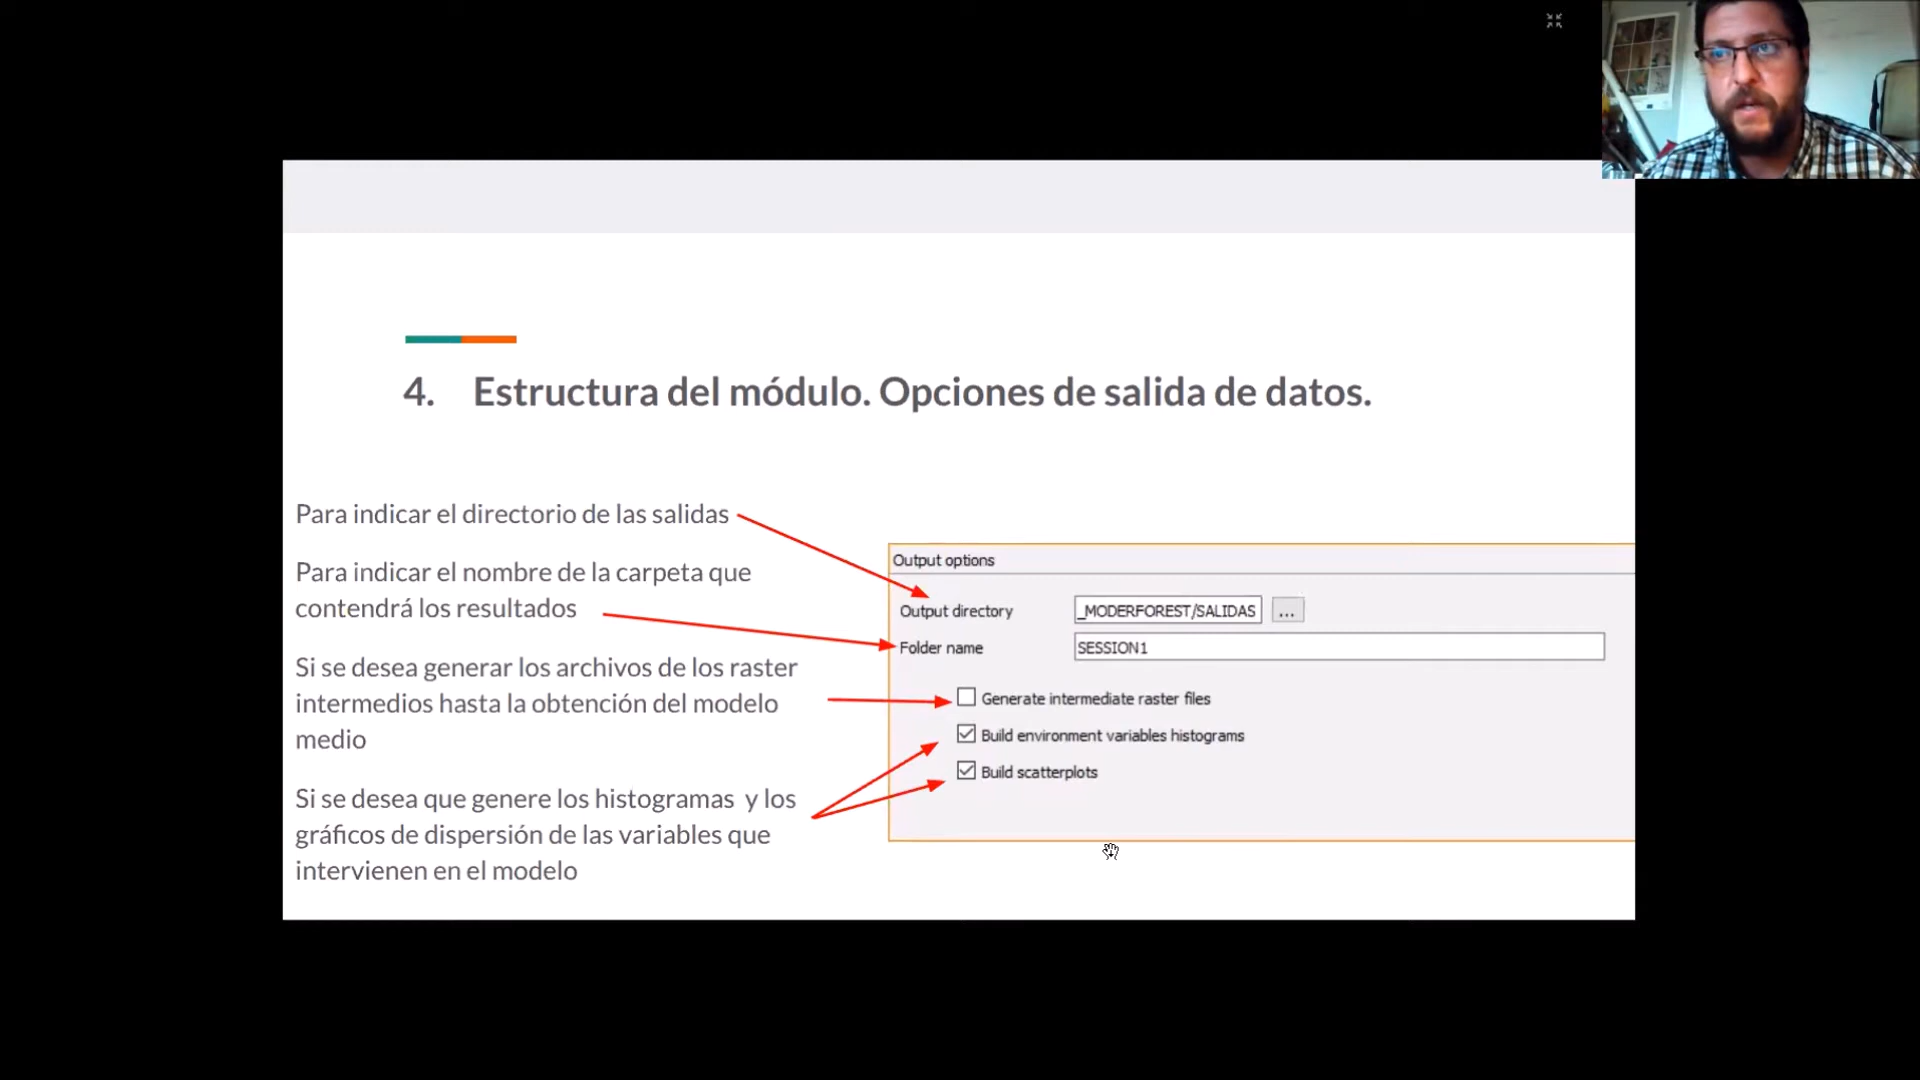 4. Estructura del módulo. Opciones de salida de datos.
Para indicar el directorio de las salidas
Para indicar el nombre de la carpeta que
contendrá los resultados
Si se desea generar los archivos de los raster
intermedios hasta la obtención del modelo
medio
Si se desea que genere los histogramas y los
gráficos de dispersión de las variables que
intervienen en el modelo
Output options
Output directory _MODERFOREST/SALIDAS ...
Folder name SESSION1
Generate intermediate raster files
Build environment variables histograms
Build scatterplots